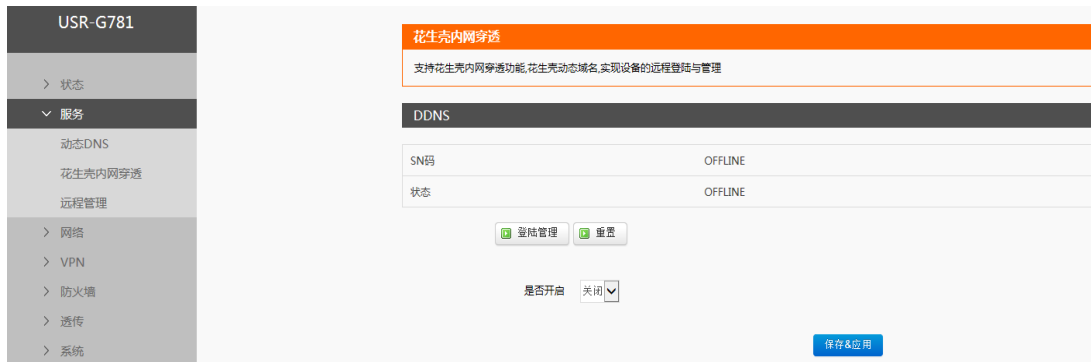 USR-G781
状态
服务
动态DNS
花生壳内网穿透
远程管理
网络
VPN
防火墙
透传
系统
花生壳内网穿透
支持花生壳内网穿透功能,花生壳动态域名,实现设备的远程登陆与管理
DDNS
SN码 OFFLINE
状态 OFFLINE
登陆管理 重置
是否开启 关闭
保存&应用